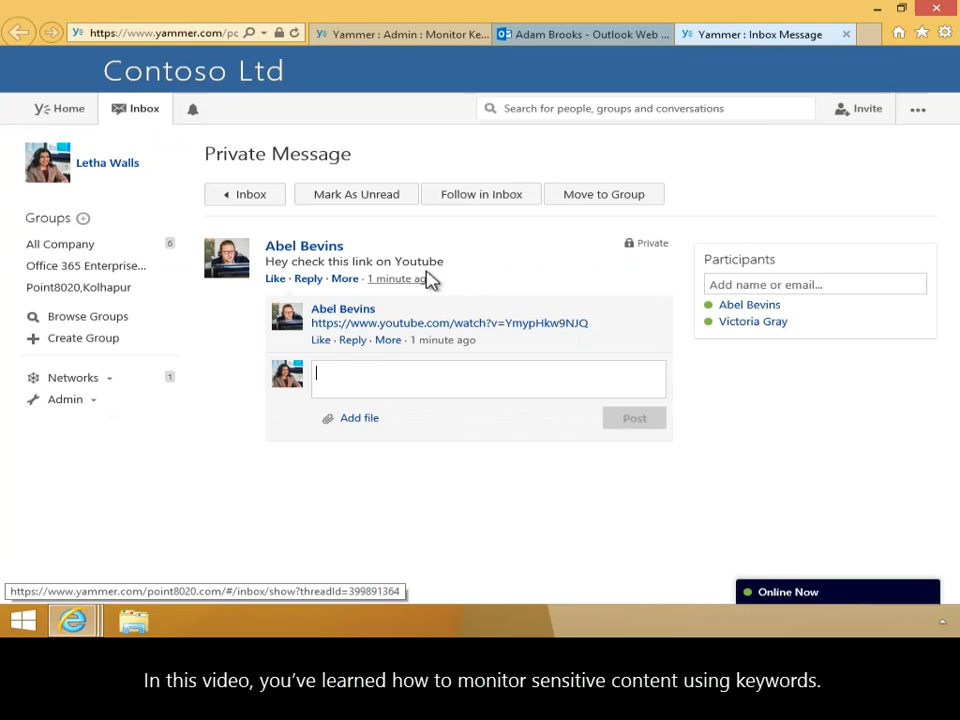 https://www.yammer.com/pc
Yammer : Admin : Monitor Ke...
Adam Brooks - Outlook Web ...
Yammer : Inbox Message
Contoso Ltd
Home
Inbox
Search for people, groups and conversations
Invite
Letha Walls
Private Message
Inbox
Mark As Unread
Follow in Inbox
Move to Group
Groups
All Company
6
Office 365 Enterprise...
Point8020,Kolhapur
Browse Groups
Create Group
Networks
1
Admin
Abel Bevins
Private
Hey check this link on Youtube
Like · Reply · More · 1 minute ag
Abel Bevins
https://www.youtube.com/watch?v=YmypHkw9NJQ
Like · Reply · More · 1 minute ago
Add file
Post
Participants
Add name or email...
Abel Bevins
Victoria Gray
https://www.yammer.com/point8020.com/#/inbox/show?threadId=399891364
Online Now
In this video, you've learned how to monitor sensitive content using keywords.